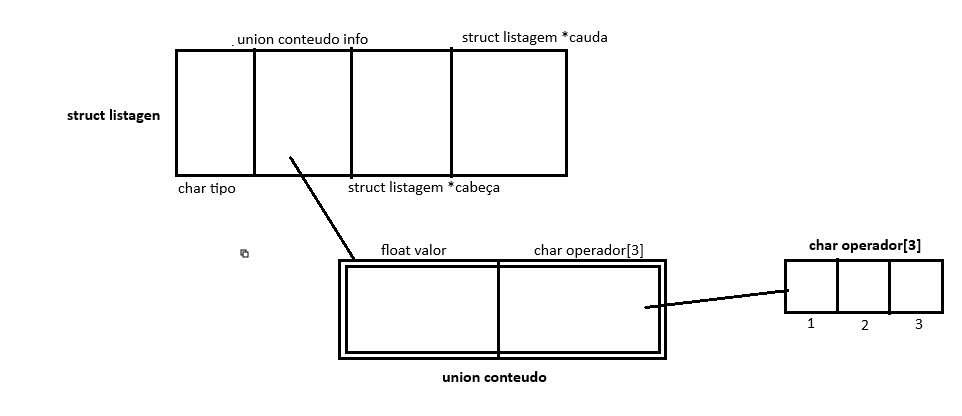 union conteudo info
struct listagem *cauda
struct listagen
char tipo
struct listagem *cabeça
float valor
char operador[3]
char operador[3]
1
2
3
union conteudo